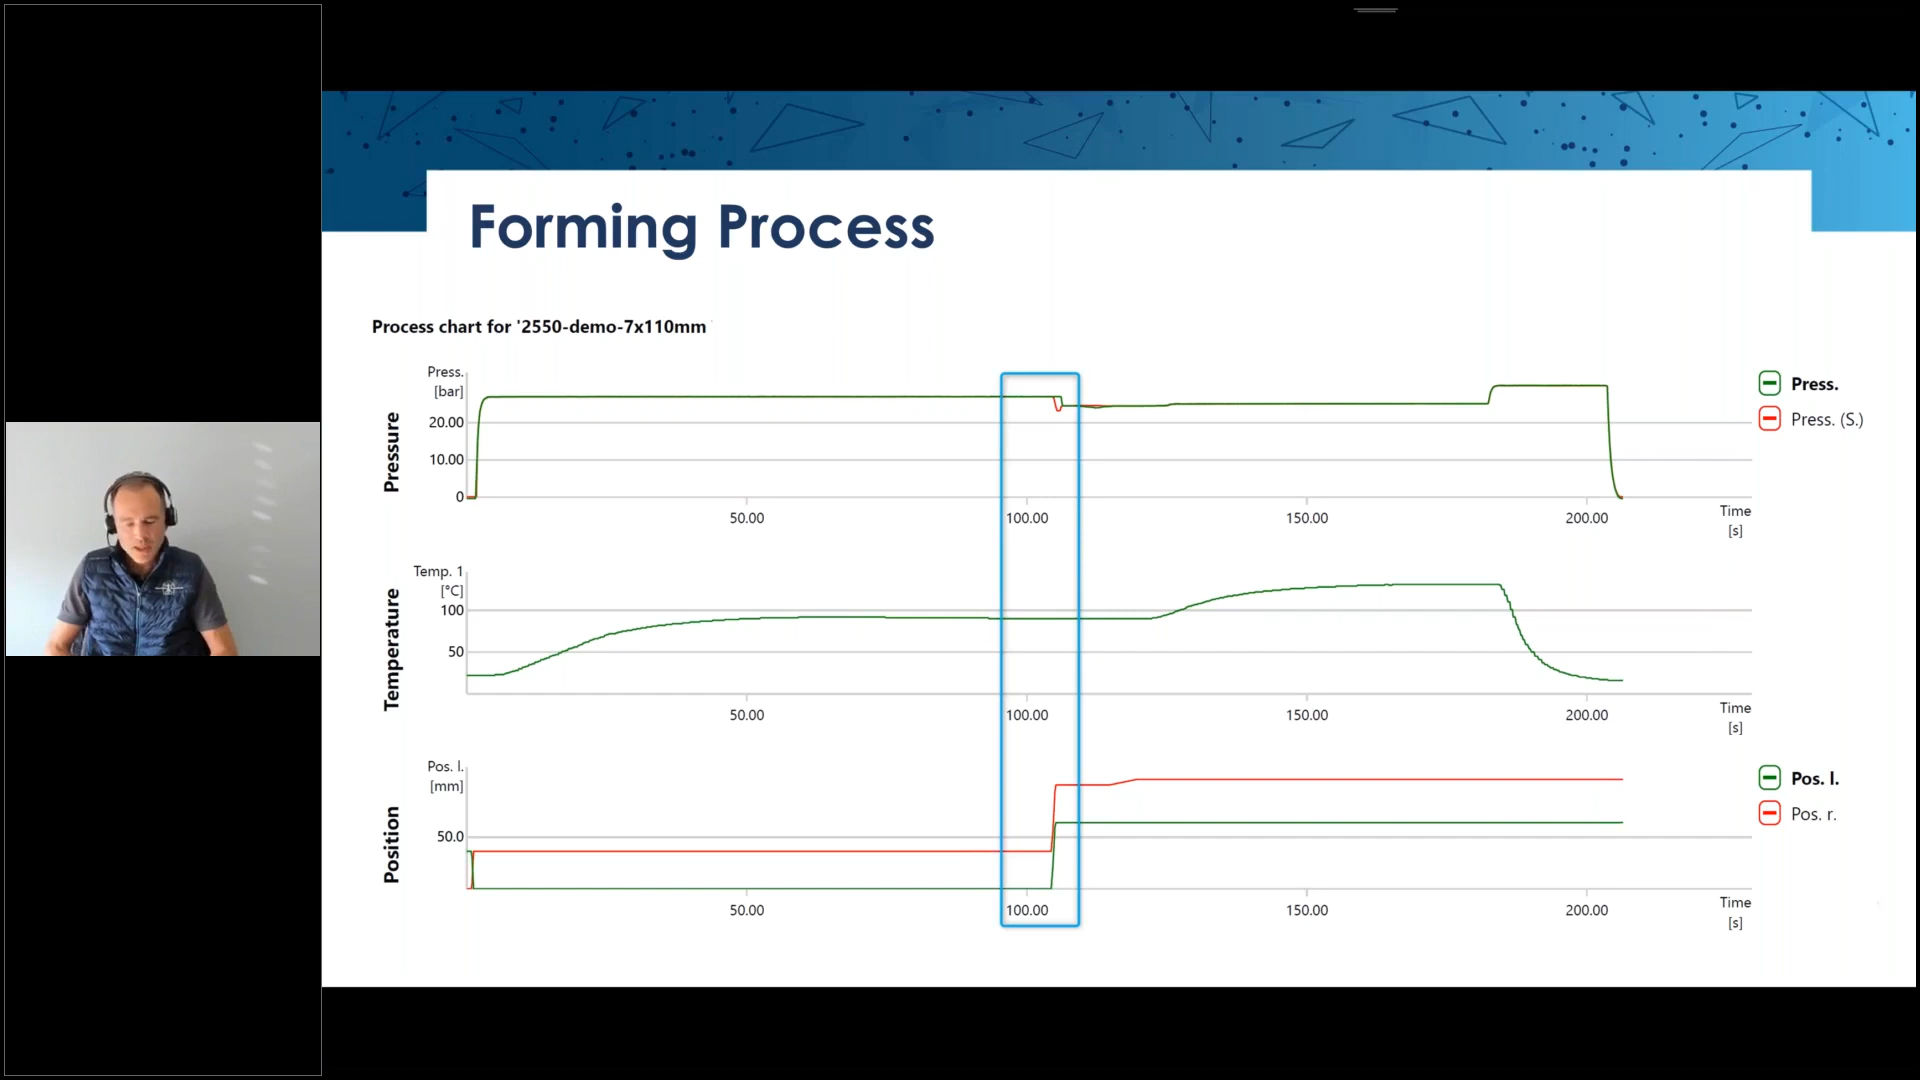 Forming Process
Process chart for '2550-demo-7x110mm
Press.
[bar]
20.00
10.00
0
Pressure
50.00
100.00
150.00
200.00
Time
[s]
Press.
Press. (S.)
Temp. 1
[°C]
100
50
Temperature
50.00
100.00
150.00
200.00
Time
[s]
Pos. l.
[mm]
50.0
Position
50.00
100.00
150.00
200.00
Time
[s]
Pos. l.
Pos. r.